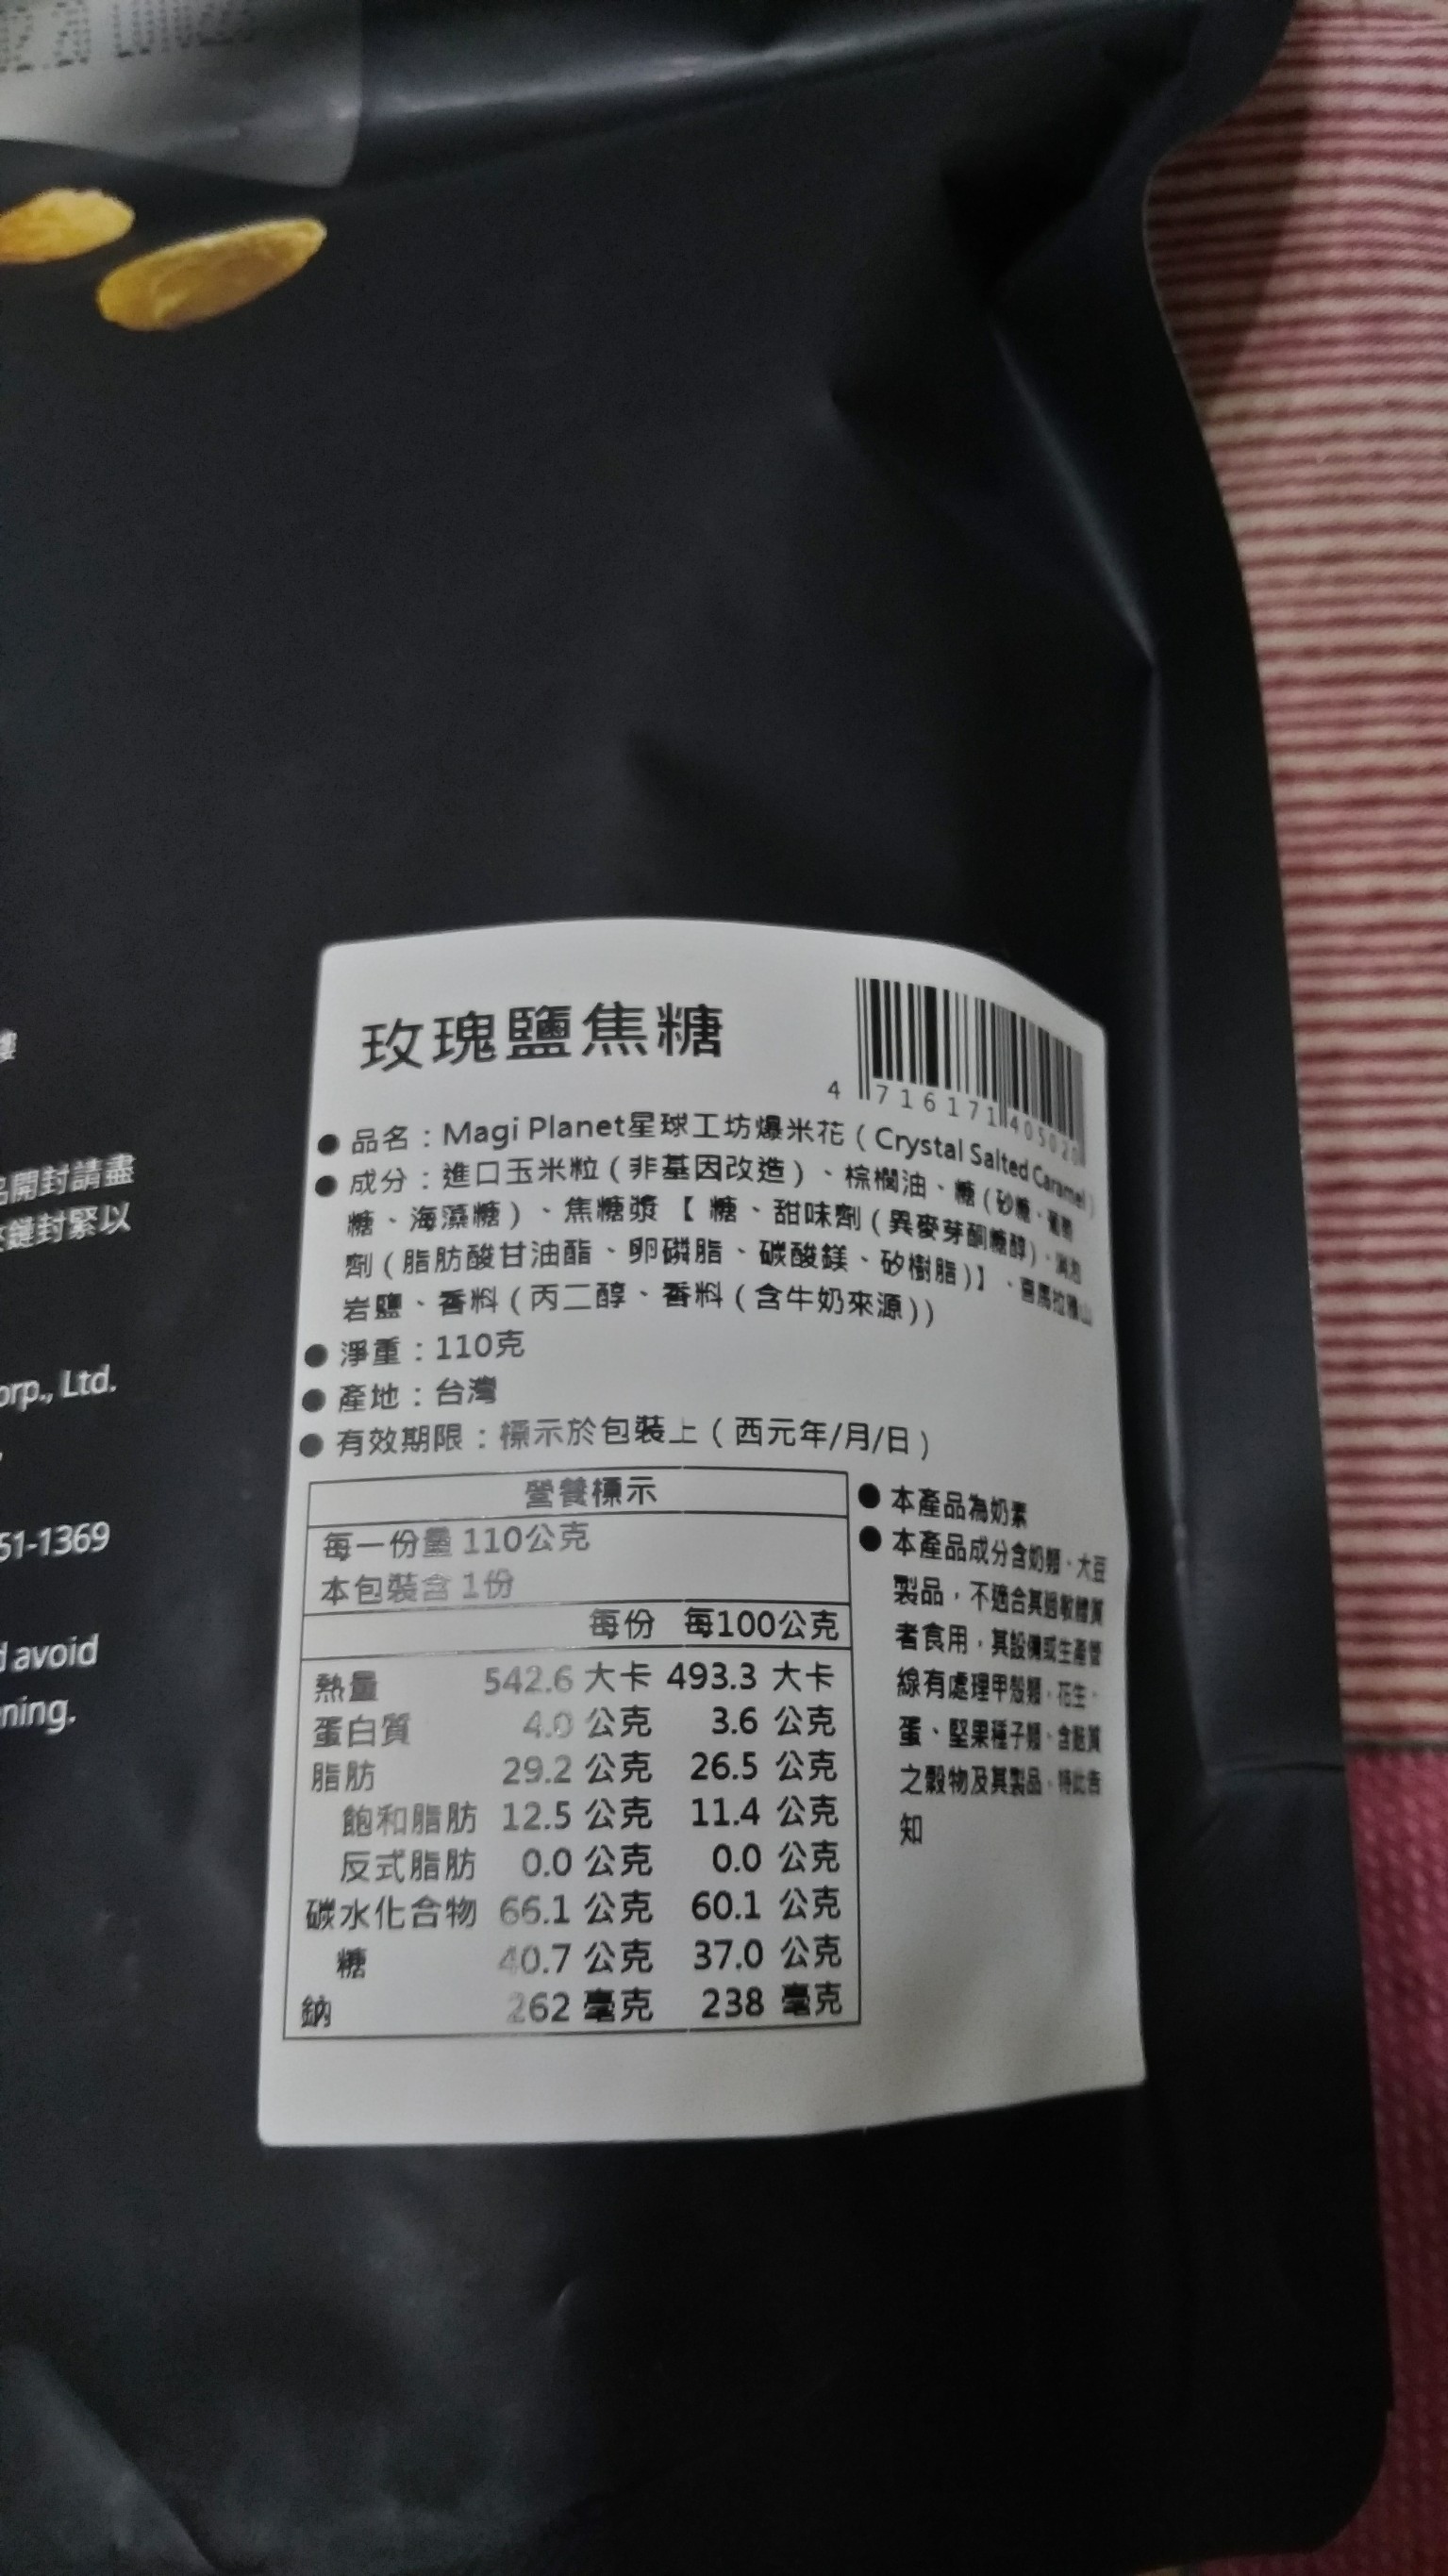 開封請盡
鏈封緊以
orp., Ltd.
51-1369
d avoid
ning.
玫瑰鹽焦糖
4 716171405020
● 品名：Magi Planet星球工坊爆米花（Crystal Salted Caramel）
● 成分：進口玉米粒（非基因改造）、棕櫚油、糖（砂糖、葡萄
糖、海藻糖）、焦糖漿【糖、甜味劑（異麥芽酮糖醇）、消泡
劑（脂肪酸甘油酯、卵磷脂、碳酸鎂、矽樹脂）】、喜馬拉雅山
岩鹽、香料（丙二醇、香料（含牛奶來源））
● 淨重：110克
● 產地：台灣
● 有效期限：標示於包裝上（西元年/月/日）
營養標示
每一份量 110公克
本包裝含 1份
每份 每100公克
熱量 542.6 大卡 493.3 大卡
蛋白質 4.0 公克 3.6 公克
脂肪 29.2 公克 26.5 公克
飽和脂肪 12.5 公克 11.4 公克
反式脂肪 0.0 公克 0.0 公克
碳水化合物 66.1 公克 60.1 公克
糖 40.7 公克 37.0 公克
鈉 262 毫克 238 毫克
● 本產品為奶素
● 本產品成分含奶類、大豆
製品，不適合其過敏體質
者食用，其設備或生產管
線有處理甲殼類、花生、
蛋、堅果種子類、含麩質
之穀物及其製品，特此告
知